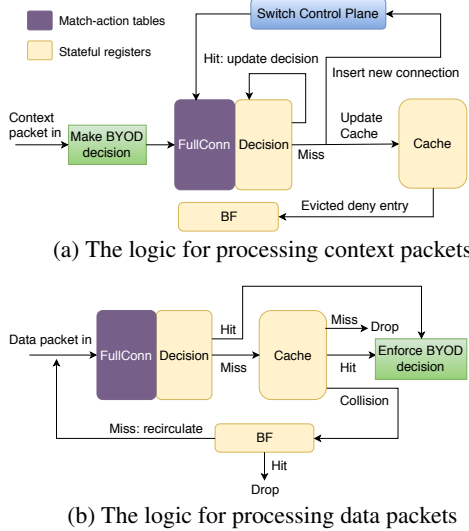 Match-action tables
Switch Control Plane
Stateful registers
Hit: update decision
Insert new connection
Context
packet in
Make BYOD
decision
FullConn
Decision
Miss
Update
Cache
Cache
Evicted deny entry
BF
(a) The logic for processing context packets
Data packet in
FullConn
Decision
Hit
Miss
Cache
Miss
Drop
Hit
Enforce BYOD
decision
Collision
Miss: recirculate
BF
Hit
Drop
(b) The logic for processing data packets